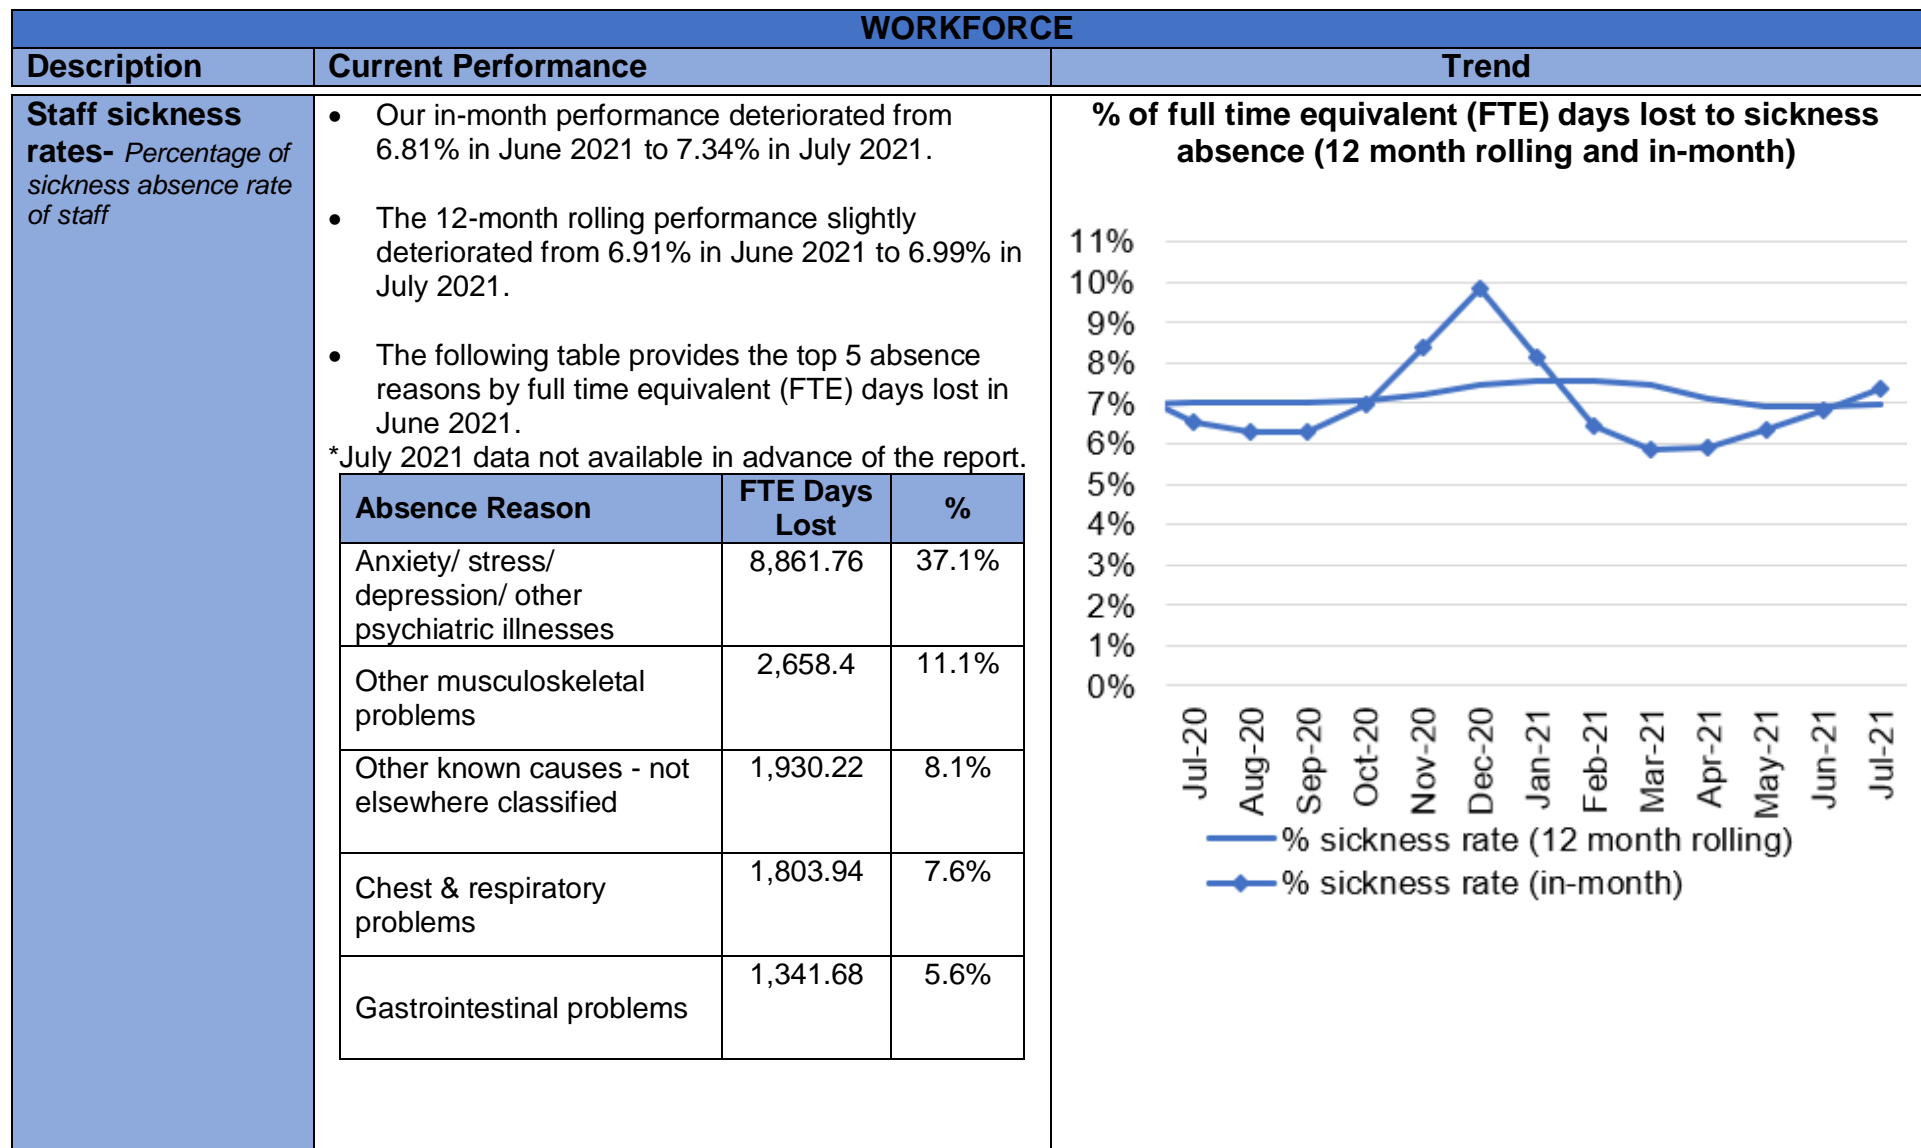 WORKFORCE
Description
Current Performance
Trend
Staff sickness
rates- Percentage of
sickness absence rate
of staff
• Our in-month performance deteriorated from
6.81% in June 2021 to 7.34% in July 2021.
• The 12-month rolling performance slightly
deteriorated from 6.91% in June 2021 to 6.99% in
July 2021.
• The following table provides the top 5 absence
reasons by full time equivalent (FTE) days lost in
June 2021.
*July 2021 data not available in advance of the report.
Absence Reason
FTE Days
Lost
%
Anxiety/ stress/
depression/ other
psychiatric illnesses
8,861.76
37.1%
Other musculoskeletal
problems
2,658.4
11.1%
Other known causes - not
elsewhere classified
1,930.22
8.1%
Chest & respiratory
problems
1,803.94
7.6%
Gastrointestinal problems
1,341.68
5.6%
% of full time equivalent (FTE) days lost to sickness
absence (12 month rolling and in-month)
11%
10%
9%
8%
7%
6%
5%
4%
3%
2%
1%
0%
Jul-20
Aug-20
Sep-20
Oct-20
Nov-20
Dec-20
Jan-21
Feb-21
Mar-21
Apr-21
May-21
Jun-21
Jul-21
% sickness rate (12 month rolling)
% sickness rate (in-month)